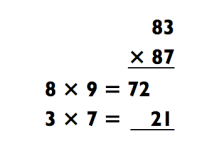 83
× 87
8 × 9 = 72
3 × 7 = 21